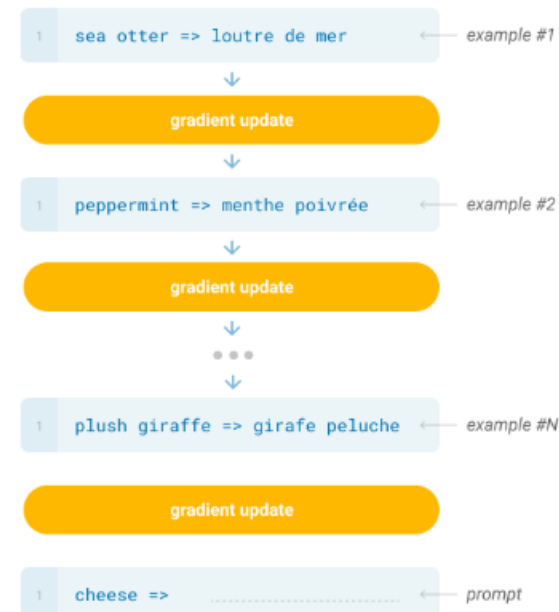 1 sea otter => loutre de mer example #1
gradient update
1 peppermint => menthe poivrée example #2
gradient update
1 plush giraffe => girafe peluche example #N
gradient update
1 cheese => prompt